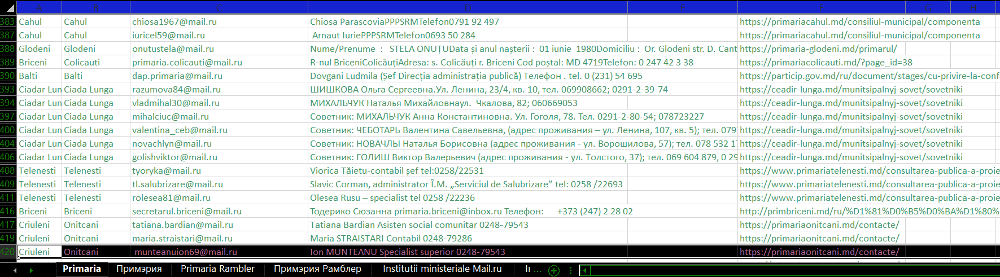 A B C D E F G H
383 Cahul Cahul chiosa1967@mail.ru Chiosa ParascoviaPPPSRMTelefon0791 92 497 https://primariacahul.md/consiliul-municipal/componenta
387 Cahul Cahul iuricel59@mail.ru Arnaut IuriePPPSRMTelefon0693 50 284 https://primariacahul.md/consiliul-municipal/componenta
388 Glodeni Glodeni onutustela@mail.ru Nume/Prenume : STELA ONUȚUData și anul nașterii : 01 iunie 1980Domiciliu : Or. Glodeni str. D. Cant https://primaria-glodeni.md/primarul/
389 Briceni Colicauti primaria.colicauti@mail.ru R-nul BriceniColicăuțiAdresa: s. Colicăuți r. Briceni Cod poștal: MD 4719Telefon: 0 247 42 3 38 https://primariacolicauti.md/?page_id=38
390 Balti Balti dap.primaria@mail.ru Dovgani Ludmila (Șef Direcția administrația publică) Телефон . tel. 0 (231) 54 695 https://particip.gov.md/ru/document/stages/cu-privire-la-conf
393 Ciadar Lun Ciada Lunga razumova84@mail.ru ШИШКОВА Ольга Сергеевна.Ул. Ленина, 23/4, кв. 10, тел. 069908662; 0291-2-39-74 https://ceadir-lunga.md/munitsipalnyj-sovet/sovetniki
394 Ciadar Lun Ciada Lunga vladmihal30@mail.ru МИХАЛЬЧУК Наталья Михайловнаул. Чкалова, 82; 060669053 https://ceadir-lunga.md/munitsipalnyj-sovet/sovetniki
397 Ciadar Lun Ciada Lunga mihalciuc@mail.ru Советник: МИХАЛЬЧУК Анна Константиновна. Ул. Гоголя, 78. Тел. 0291-2-80-54; 078723227 https://ceadir-lunga.md/munitsipalnyj-sovet/sovetniki
400 Ciadar Lun Ciada Lunga valentina_ceb@mail.ru Советник: ЧЕБОТАРЬ Валентина Савельевна, (адрес проживания – ул. Ленина, 107, кв. 5); тел. 079 https://ceadir-lunga.md/munitsipalnyj-sovet/sovetniki
404 Ciadar Lun Ciada Lunga novachlyn@mail.ru Советник: НОВАЧЛЫ Наталья Борисовна (адрес проживания - ул. Ворошилова, 57); тел. 078 532 1 https://ceadir-lunga.md/munitsipalnyj-sovet/sovetniki
406 Ciadar Lun Ciada Lunga golishviktor@mail.ru Советник: ГОЛИШ Виктор Валерьевич (адрес проживания - ул. Толстого, 37); тел. 069 604 879, 0 29 https://ceadir-lunga.md/munitsipalnyj-sovet/sovetniki
408 Telenesti Telenesti tyoryka@mail.ru Viorica Tăietu-contabil șef tel:0258/22531 https://www.primariatelenesti.md/consultarea-publica-a-proie
409 Telenesti Telenesti tl.salubrizare@mail.ru Slavic Corman, administrator Î.M. „Serviciul de Salubrizare” tel: 0258 /22693 https://www.primariatelenesti.md/consultarea-publica-a-proie
411 Telenesti Telenesti rolesea81@mail.ru Olesea Rusu – specialist tel 0258 /22236 https://www.primariatelenesti.md/consultarea-publica-a-proie
416 Briceni Briceni secretarul.briceni@mail.ru Тодерико Сюзанна primaria.briceni@inbox.ru Телефон: +373 (247) 2 28 02 http://primbriceni.md/ru/%D1%81%D0%B5%D0%BA%D1%80%
417 Criuleni Onitcani tatiana.bardian@mail.ru Tatiana Bardian Asisten social comunitar 0248-79543 https://primariaonitcani.md/contacte/
419 Criuleni Onitcani maria.straistari@mail.ru Maria STRAISTARI Contabil 0248-79286 https://primariaonitcani.md/contacte/
420 Criuleni Onitcani munteanuion69@mail.ru Ion MUNTEANU Specialist superior 0248-79543 https://primariaonitcani.md/contacte/
Primaria Примэрия Primaria Rambler Примэрия Рамблер Institutii ministeriale Mail.ru ...